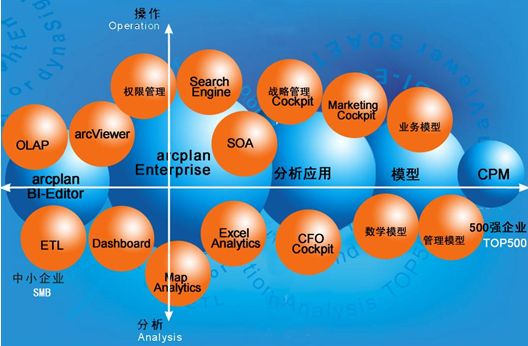 操作
Operation
权限管理
Search
Engine
战略管理
Cockpit
Marketing
Cockpit
业务模型
OLAP
arcViewer
SOA
arcplan
BI-Editor
arcplan
Enterprise
分析应用
模型
CPM
ETL
Dashboard
Map
Analytics
Excel
Analytics
CFO
Cockpit
数学模型
管理模型
500强企业
TOP500
中小企业
SMB
分析
Analysis